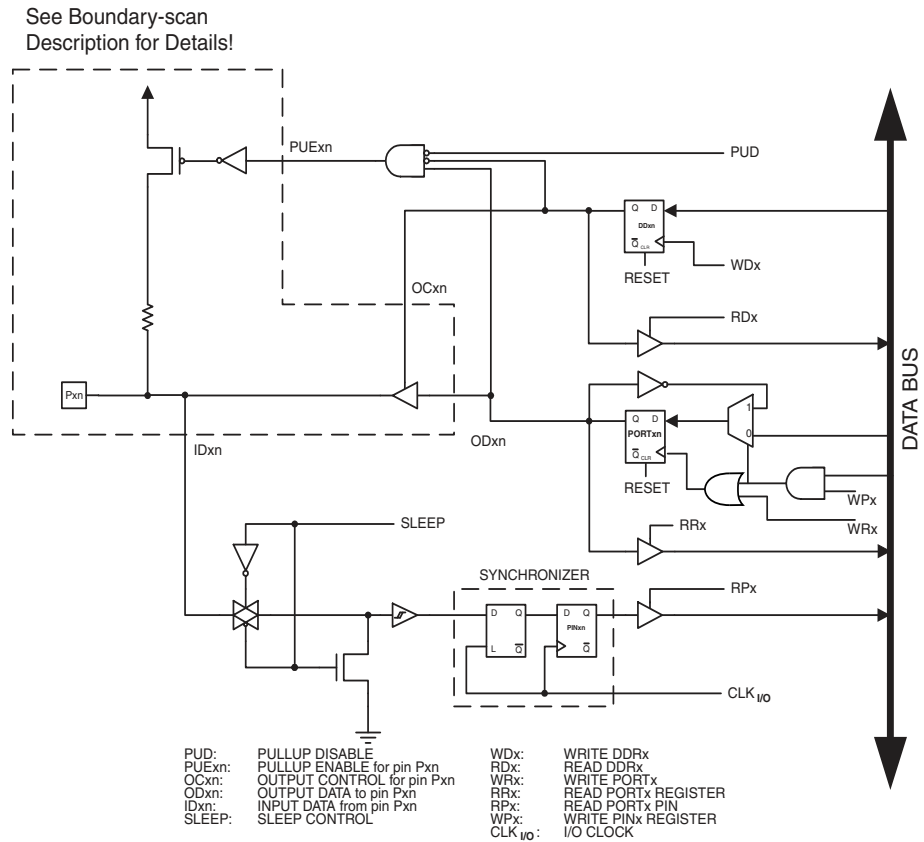 See Boundary-scan
Description for Details!
PUExn
PUD
Q D
DDxn
Q CLR
RESET
WDx
OCxn
RDx
DATA BUS
Pxn
ODxn
IDxn
1
0
Q D
PORTxn
Q CLR
RESET
WPx
WRx
SLEEP
RRx
SYNCHRONIZER
RPx
D Q
L Q
D Q
PINxn
Q
CLK I/O
PUD: PULLUP DISABLE
PUExn: PULLUP ENABLE for pin Pxn
OCxn: OUTPUT CONTROL for pin Pxn
ODxn: OUTPUT DATA to pin Pxn
IDxn: INPUT DATA from pin Pxn
SLEEP: SLEEP CONTROL
WDx: WRITE DDRx
RDx: READ DDRx
WRx: WRITE PORTx
RRx: READ PORTx REGISTER
RPx: READ PORTx PIN
WPx: WRITE PINx REGISTER
CLK I/O: I/O CLOCK